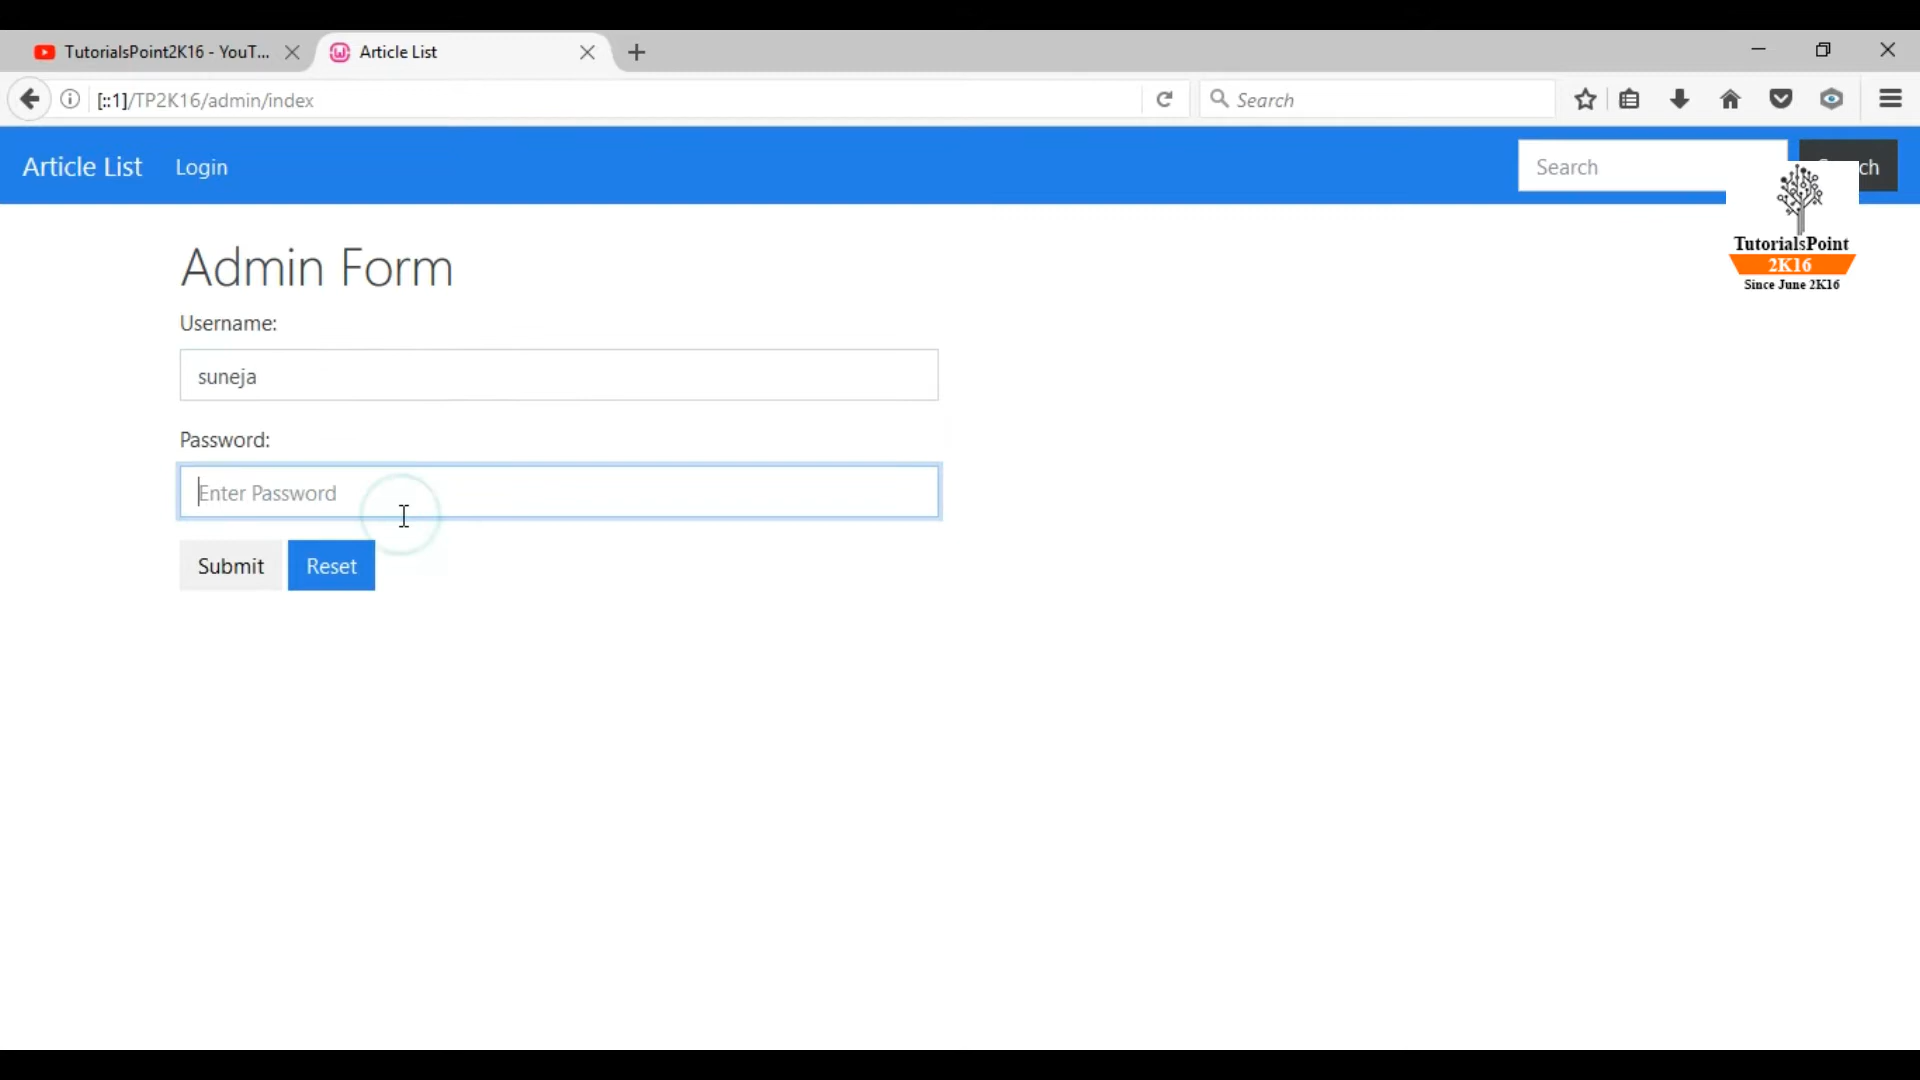 TutorialsPoint2K16 - YouT...
Article List
[::1]/TP2K16/admin/index
Search
Article List
Login
Search
ch
TutorialsPoint
2K16
Since June 2K16
Admin Form
Username:
suneja
Password:
Enter Password
Submit
Reset